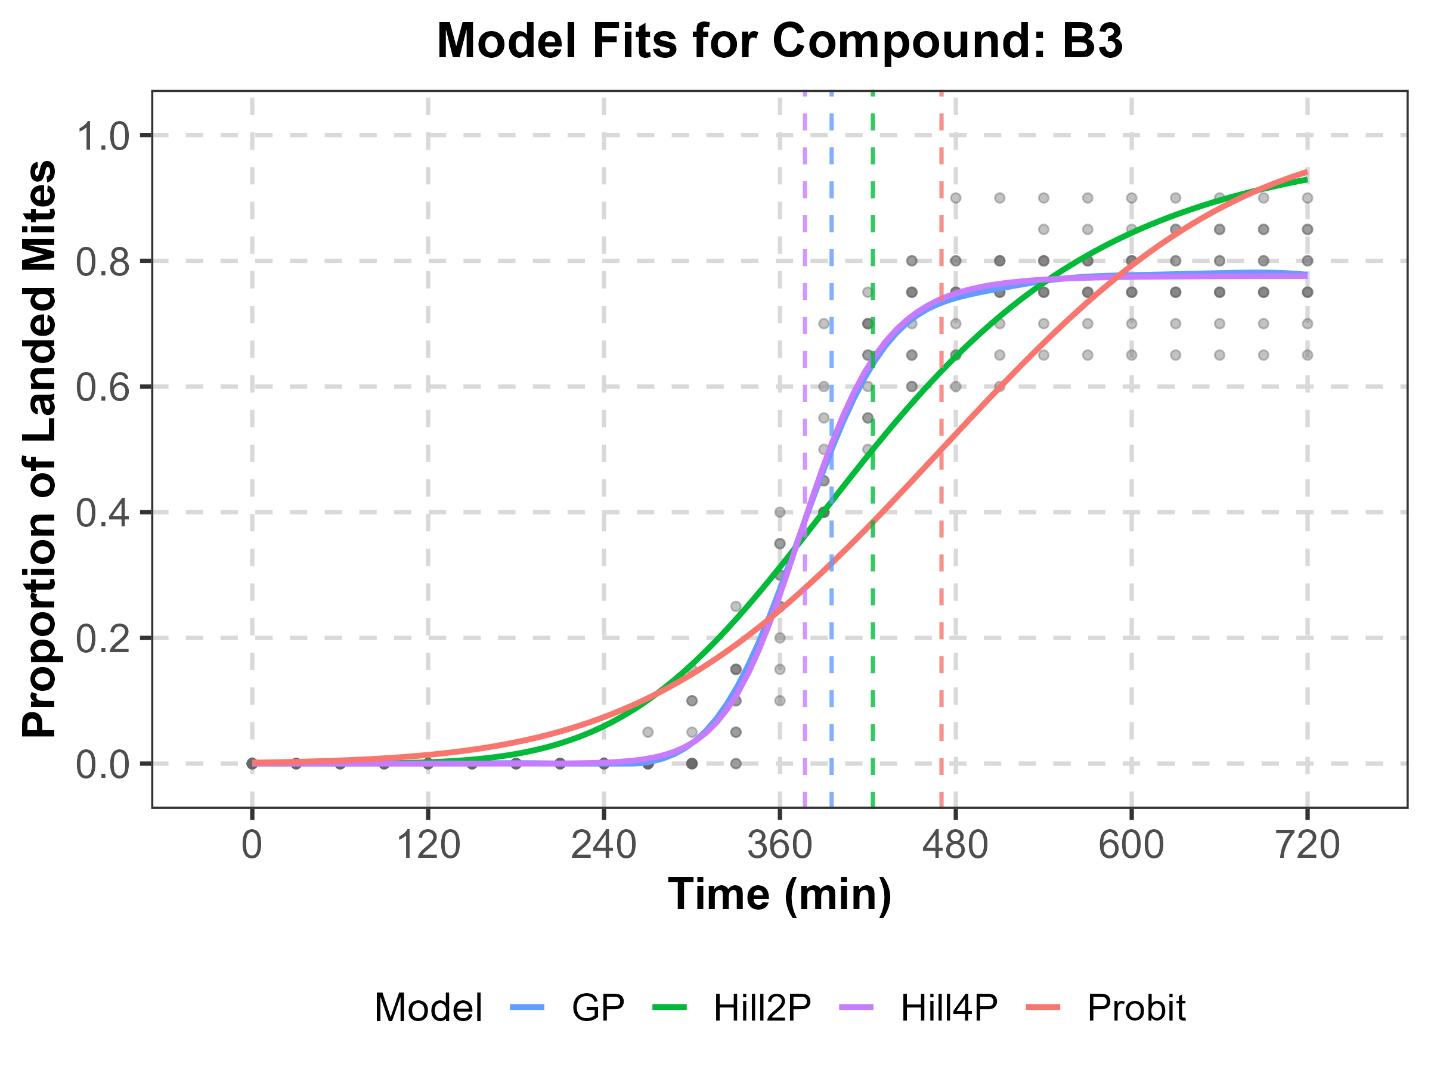 Model Fits for Compound: B3
Proportion of Landed Mites
1.0
0.8
0.6
0.4
0.2
0.0
0 120 240 360 480 600 720
Time (min)
Model GP Hill2P Hill4P Probit